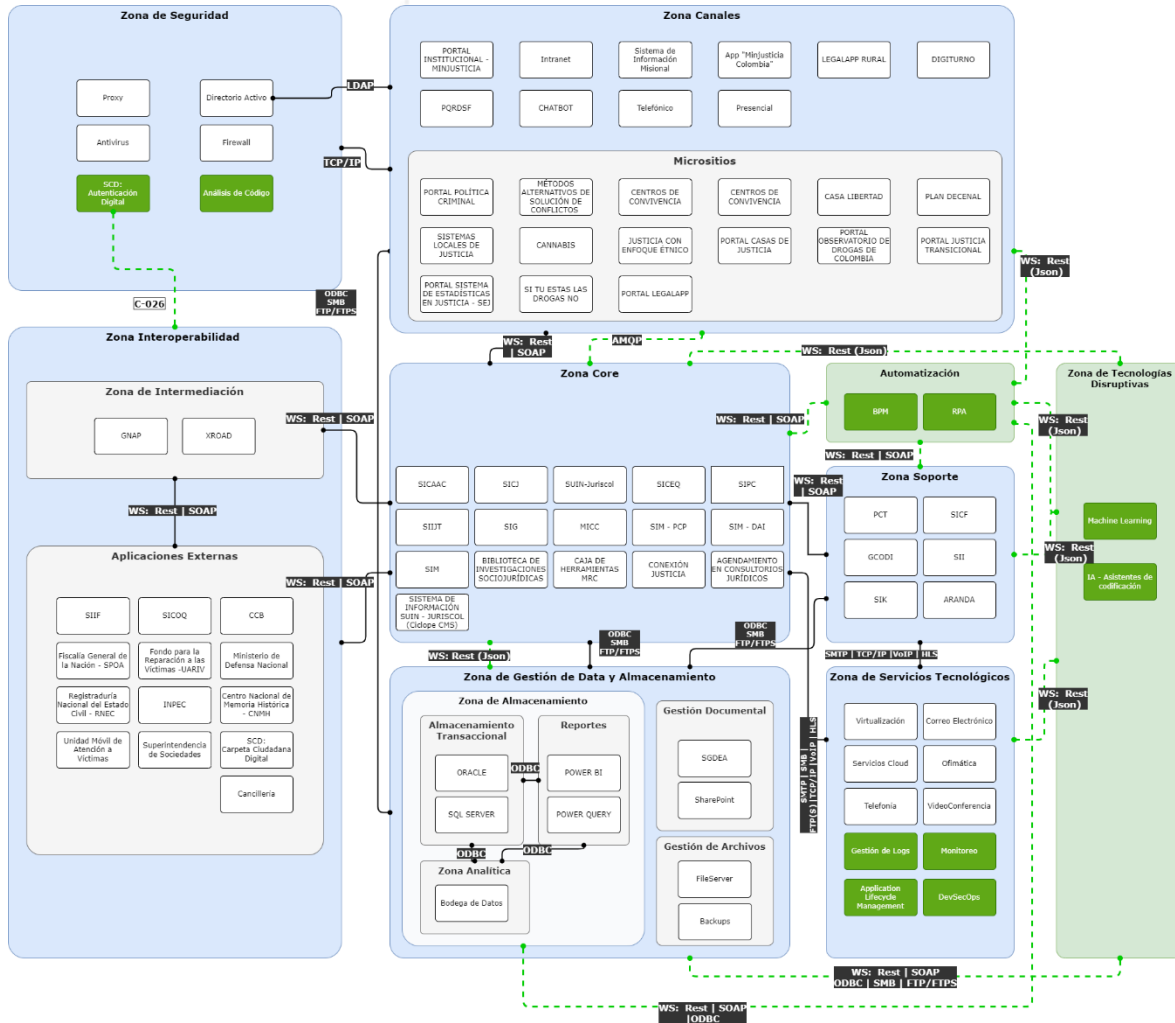 Zona de Seguridad
Proxy
Directorio Activo
Antivirus
Firewall
SCD:
Autenticación
Digital
Análisis de Código
LDAP
TCP/IP
C-026
Zona Canales
PORTAL
INSTITUCIONAL -
MINJUSTICIA
Intranet
Sistema de
Información
Misional
App "Minjusticia
Colombia"
LEGALAPP RURAL
DIGITURNO
PQRDSF
CHATBOT
Telefónico
Presencial
Micrositios
PORTAL POLÍTICA
CRIMINAL
MÉTODOS
ALTERNATIVOS DE
SOLUCIÓN DE
CONFLICTOS
CENTROS DE
CONVIVENCIA
CENTROS DE
CONVIVENCIA
CASA LIBERTAD
PLAN DECENAL
SISTEMAS
LOCALES DE
JUSTICIA
CANNABIS
JUSTICIA CON
ENFOQUE ÉTNICO
PORTAL CASAS DE
JUSTICIA
PORTAL
OBSERVATORIO DE
DROGAS DE
COLOMBIA
PORTAL JUSTICIA
TRANSICIONAL
PORTAL SISTEMA
DE ESTADÍSTICAS
EN JUSTICIA - SEJ
SI TU ESTAS LAS
DROGAS NO
PORTAL LEGALAPP
WS: Rest
(Json)
ODBC
SMB
FTP/FTPS
WS: Rest
| SOAP
AMQP
WS: Rest (Json)
Zona Interoperabilidad
Zona de Intermediación
GNAP
XROAD
WS: Rest | SOAP
WS: Rest | SOAP
Aplicaciones Externas
SIIF
SICOQ
CCB
Fiscalía General de
la Nación - SPOA
Fondo para la
Reparación a las
Víctimas -UARIV
Ministerio de
Defensa Nacional
Registraduría
Nacional del Estado
Civil - RNEC
INPEC
Centro Nacional de
Memoria Histórica
- CNMH
Unidad Móvil de
Atención a
Víctimas
Superintendencia
de Sociedades
SCD:
Carpeta Ciudadana
Digital
Cancillería
WS: Rest | SOAP
Zona Core
SICAAC
SICJ
SUIN-Juriscol
SICEQ
SIPC
SIIJT
SIG
MICC
SIM - PCP
SIM - DAI
SIM
BIBLIOTECA DE
INVESTIGACIONES
SOCIOJURÍDICAS
CAJA DE
HERRAMIENTAS
MRC
CONEXIÓN
JUSTICIA
AGENDAMIENTO
EN CONSULTORIOS
JURÍDICOS
SISTEMA DE
INFORMACIÓN
SUIN - JURISCOL
(Ciclope CMS)
WS: Rest | SOAP
WS: Rest
| SOAP
Automatización
BPM
RPA
WS: Rest | SOAP
WS: Rest
(Json)
Zona de Tecnologías
Disruptivas
Machine Learning
IA - Asistentes de
codificación
Zona Soporte
PCT
SICF
GCODI
SII
SIK
ARANDA
WS: Rest
(Json)
SMTP | TCP/IP |VoIP | HLS
WS: Rest (Json)
ODBC
SMB
FTP/FTPS
ODBC
SMB
FTP/FTPS
Zona de Gestión de Data y Almacenamiento
Zona de Almacenamiento
Almacenamiento
Transaccional
ORACLE
SQL SERVER
ODBC
Reportes
POWER BI
POWER QUERY
ODBC
ODBC
Zona Analítica
Bodega de Datos
Gestión Documental
SGDEA
SharePoint
Gestión de Archivos
FileServer
Backups
SMTP | SMB |
FTP(S) |TCP/IP |VoIP | HLS
Zona de Servicios Tecnológicos
Virtualización
Correo Electrónico
Servicios Cloud
Ofimática
Telefonía
VideoConferencia
Gestión de Logs
Monitoreo
Application
Lifecycle
Management
DevSecOps
WS: Rest
(Json)
WS: Rest | SOAP
ODBC | SMB | FTP/FTPS
WS: Rest | SOAP
|ODBC